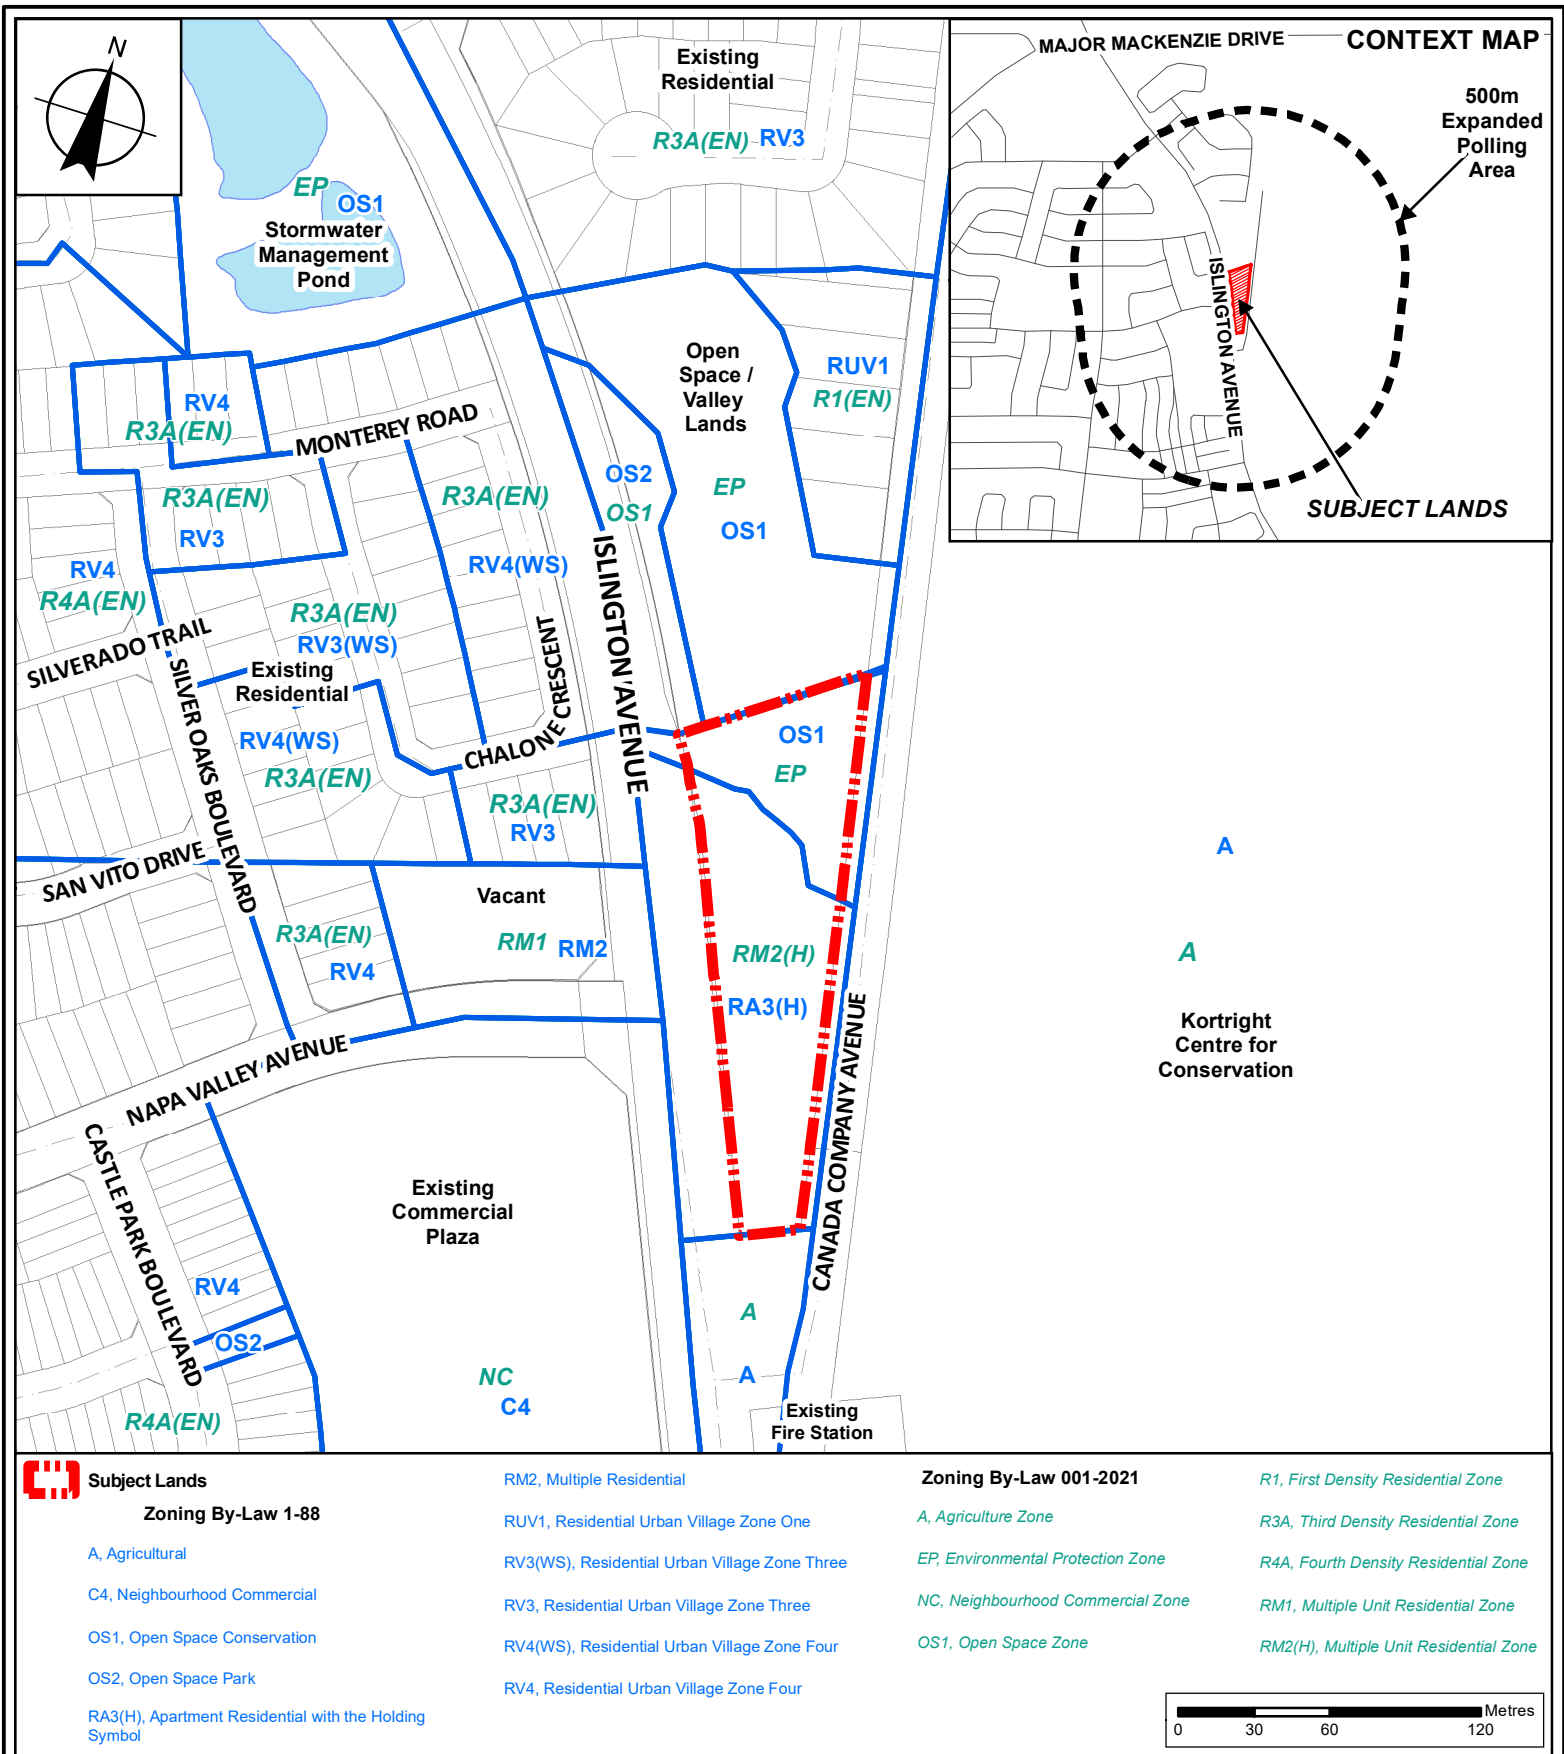 N
CONTEXT MAP
MAJOR MACKENZIE DRIVE
500m
Expanded
Polling
Area
ISLINGTON AVENUE
SUBJECT LANDS
Existing
Residential
R3A(EN) RV3
EP
OS1
Stormwater
Management
Pond
Open
Space /
Valley
Lands
RUV1
R1(EN)
RV4
R3A(EN)
MONTEREY ROAD
R3A(EN)
RV3
R3A(EN)
OS2
OS1
EP
OS1
RV4(WS)
RV4
R4A(EN)
R3A(EN)
RV3(WS)
SILVERADO TRAIL
Existing
Residential
SILVER OAKS BOULEVARD
CHALONE CRESCENT
ISLINGTON AVENUE
RV4(WS)
R3A(EN)
OS1
EP
R3A(EN)
RV3
SAN VITO DRIVE
Vacant
RM1 RM2
R3A(EN)
RV4
RM2(H)
RA3(H)
A
A
Kortright
Centre for
Conservation
CANADA COMPANY AVENUE
NAPA VALLEY AVENUE
CASTLE PARK BOULEVARD
Existing
Commercial
Plaza
RV4
OS2
R4A(EN)
NC
C4
A
A
Existing
Fire Station
Subject Lands
Zoning By-Law 1-88
A, Agricultural
C4, Neighbourhood Commercial
OS1, Open Space Conservation
OS2, Open Space Park
RA3(H), Apartment Residential with the Holding
Symbol
RM2, Multiple Residential
RUV1, Residential Urban Village Zone One
RV3(WS), Residential Urban Village Zone Three
RV3, Residential Urban Village Zone Three
RV4(WS), Residential Urban Village Zone Four
RV4, Residential Urban Village Zone Four
Zoning By-Law 001-2021
A, Agriculture Zone
EP, Environmental Protection Zone
NC, Neighbourhood Commercial Zone
OS1, Open Space Zone
R1, First Density Residential Zone
R3A, Third Density Residential Zone
R4A, Fourth Density Residential Zone
RM1, Multiple Unit Residential Zone
RM2(H), Multiple Unit Residential Zone
Metres
0 30 60 120